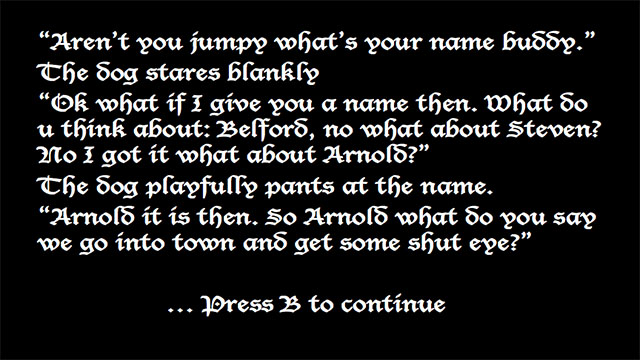 “Aren't you jumpy what's your name buddy.”
The dog stares blankly
“Ok what if I give you a name then. What do
u think about: Belford, no what about Steven?
No I got it what about Arnold?”
The dog playfully pants at the name.
“Arnold it is then. So Arnold what do you say
we go into town and get some shut eye?”
... Press B to continue